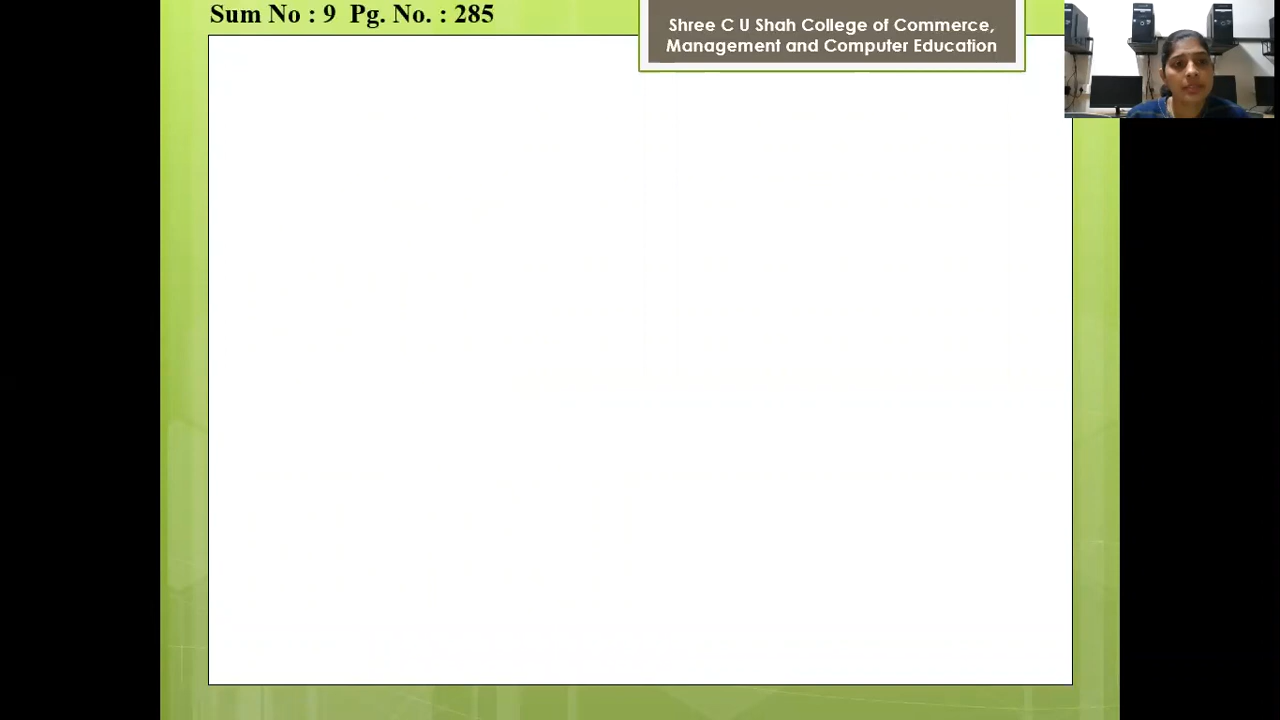 Sum No : 9 Pg. No. : 285
Shree C U Shah College of Commerce,
Management and Computer Education